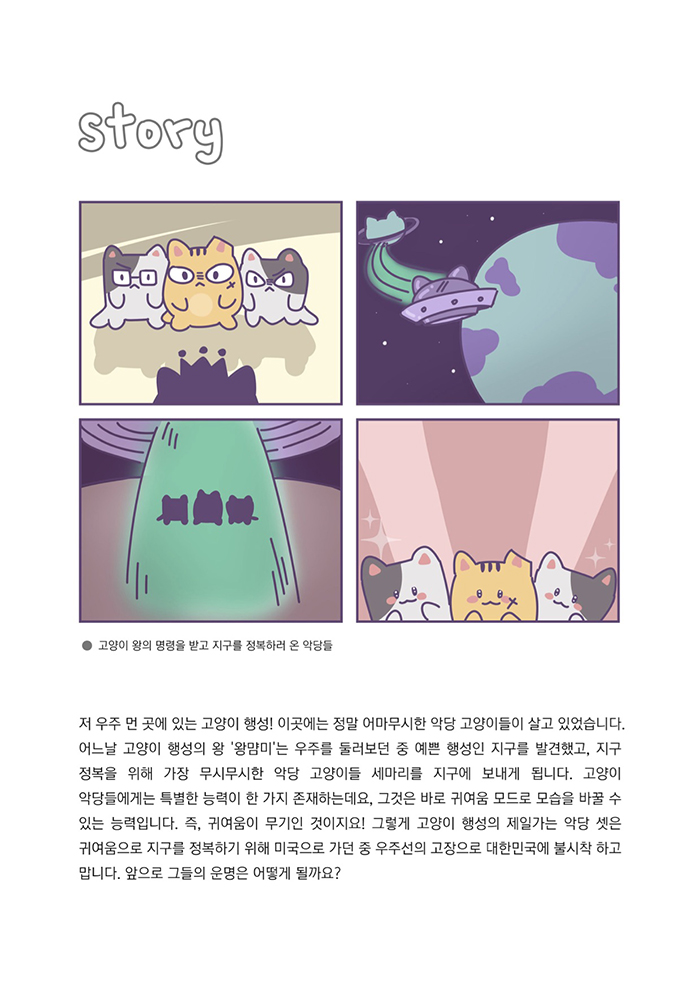 story
고양이 왕의 명령을 받고 지구를 정복하러 온 악당들
저 우주 먼 곳에 있는 고양이 행성! 이곳에는 정말 어마무시한 악당 고양이들이 살고 있었습니다.
어느날 고양이 행성의 왕 '왕먐미'는 우주를 둘러보던 중 예쁜 행성인 지구를 발견했고, 지구
정복을 위해 가장 무시무시한 악당 고양이들 세마리를 지구에 보내게 됩니다. 고양이
악당들에게는 특별한 능력이 한 가지 존재하는데요, 그것은 바로 귀여움 모드로 모습을 바꿀 수
있는 능력입니다. 즉, 귀여움이 무기인 것이지요! 그렇게 고양이 행성의 제일가는 악당 셋은
귀여움으로 지구를 정복하기 위해 미국으로 가던 중 우주선의 고장으로 대한민국에 불시착 하고
맙니다. 앞으로 그들의 운명은 어떻게 될까요?